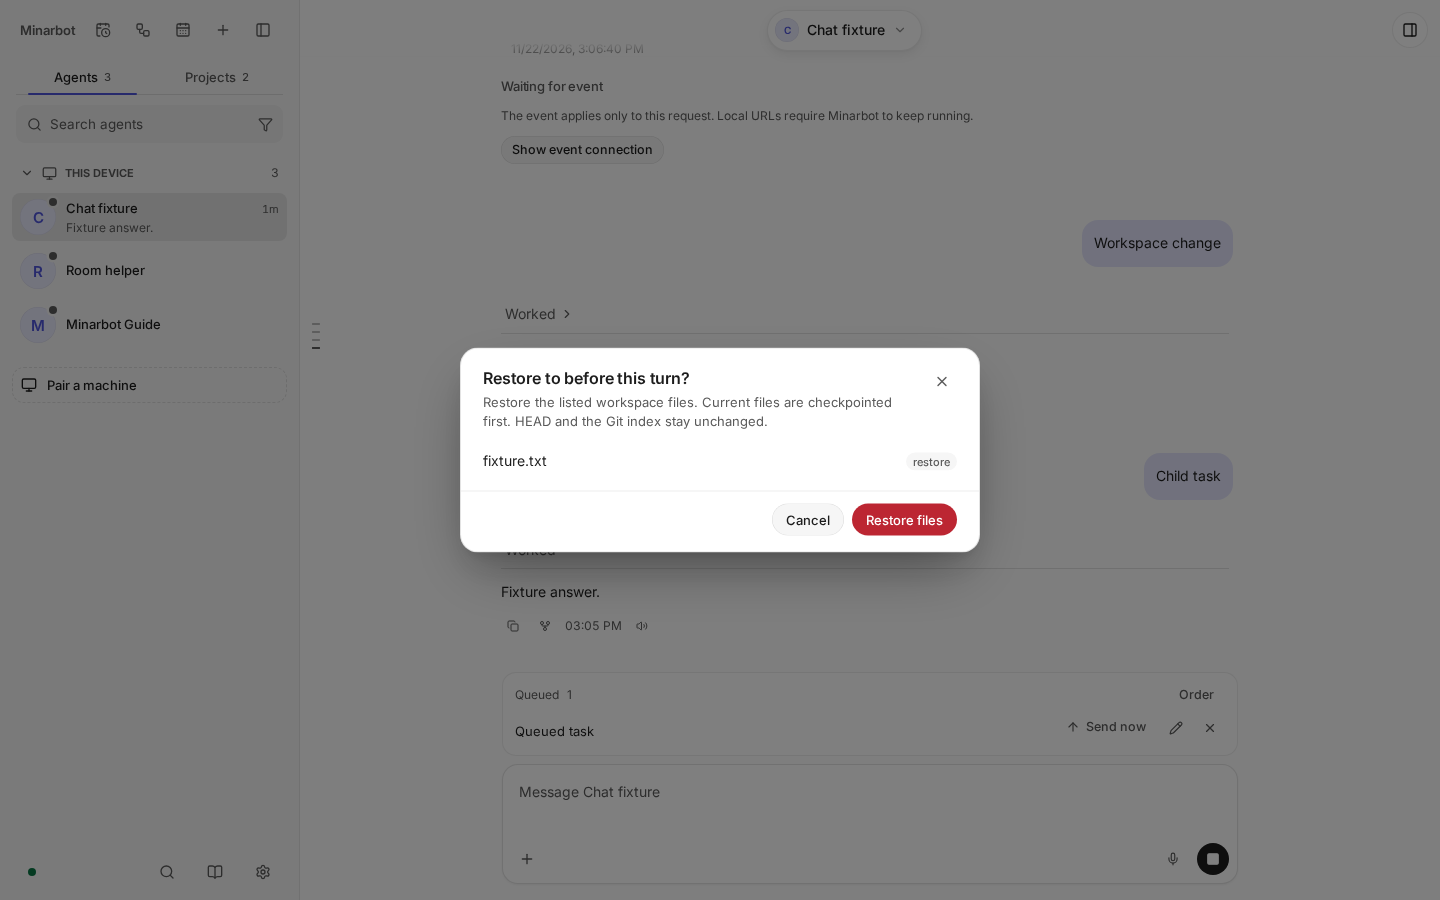 Minarbot
Agents 3
Projects 2
Search agents
THIS DEVICE
3
C
Chat fixture
1m
Fixture answer.
R
Room helper
M
Minarbot Guide
Pair a machine
C
Chat fixture
11/22/2026, 3:06:40 PM
Waiting for event
The event applies only to this request. Local URLs require Minarbot to keep running.
Show event connection
Workspace change
Worked
Restore to before this turn?
Restore the listed workspace files. Current files are checkpointed
first. HEAD and the Git index stay unchanged.
fixture.txt
restore
Cancel
Restore files
Child task
Worked
Fixture answer.
03:05 PM
Queued 1
Order
Queued task
Send now
Message Chat fixture